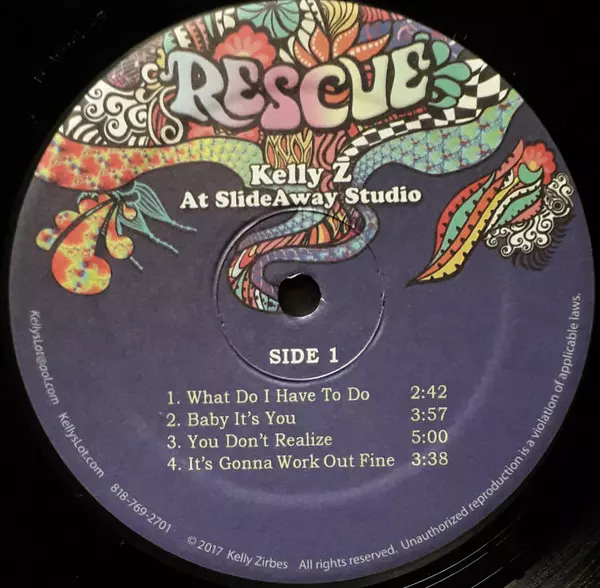 RESCUE
Kelly Z
At SlideAway Studio
SIDE 1
1. What Do I Have To Do 2:42
2. Baby It's You 3:57
3. You Don't Realize 5:00
4. It's Gonna Work Out Fine 3:38
KellysLot@aol.com KellysLot.com 818-769-2701 © 2017 Kelly Zirbes All rights reserved. Unauthorized reproduction is a violation of applicable laws.